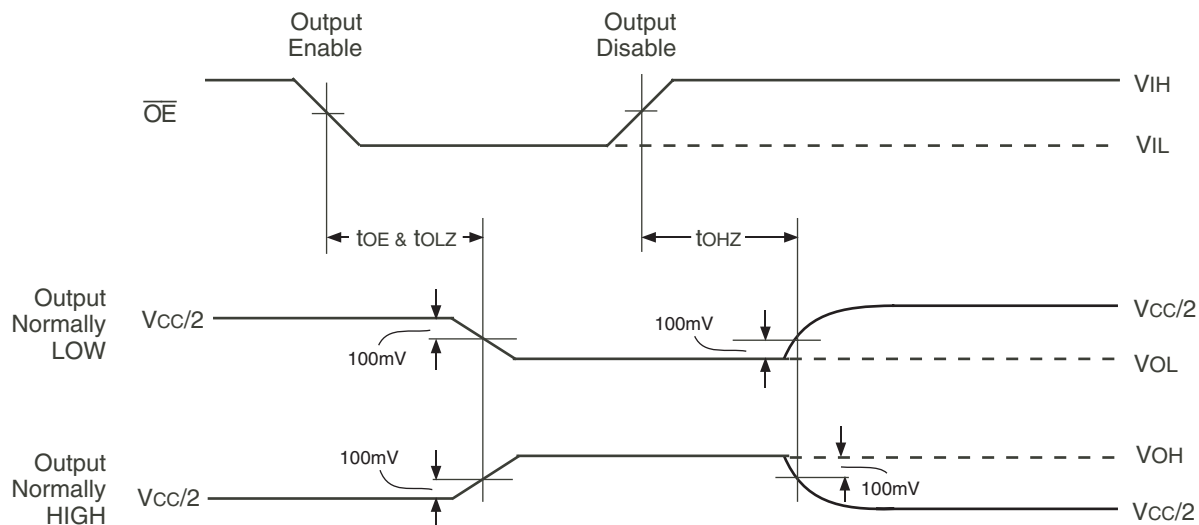 Output
Enable
Output
Disable
OE
VIH
VIL
tOE & tOLZ
tOHZ
Output
Normally
LOW
VCC/2
100mV
100mV
VCC/2
VOL
Output
Normally
HIGH
VCC/2
100mV
100mV
VOH
VCC/2